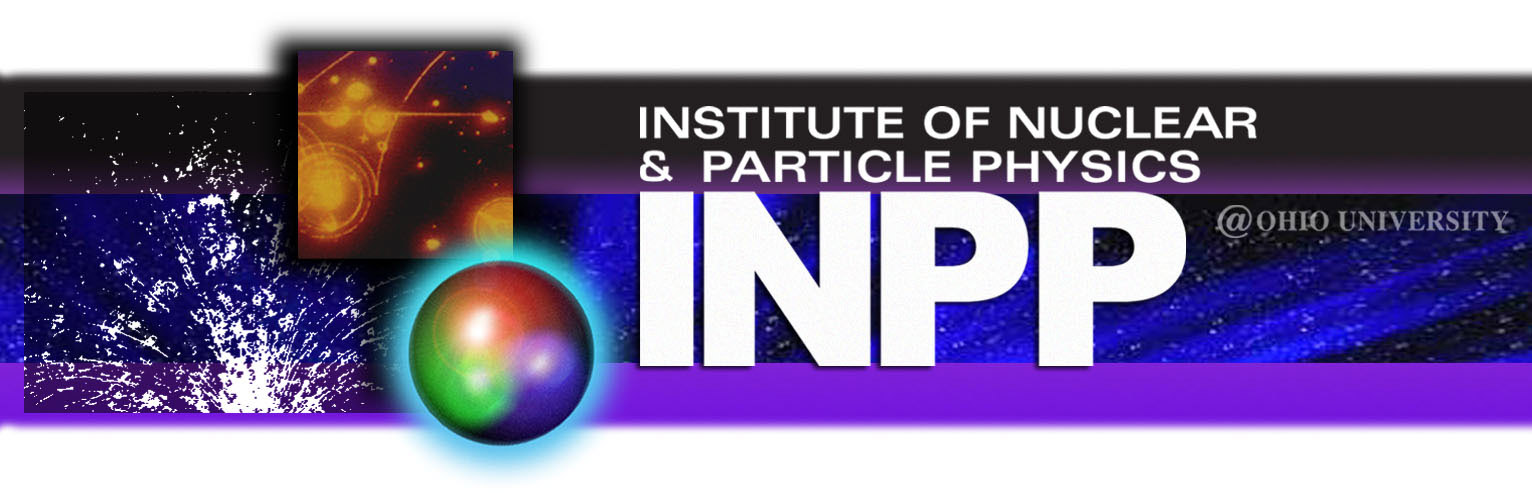 INSTITUTE OF NUCLEAR
& PARTICLE PHYSICS
INPP
@OHIO UNIVERSITY